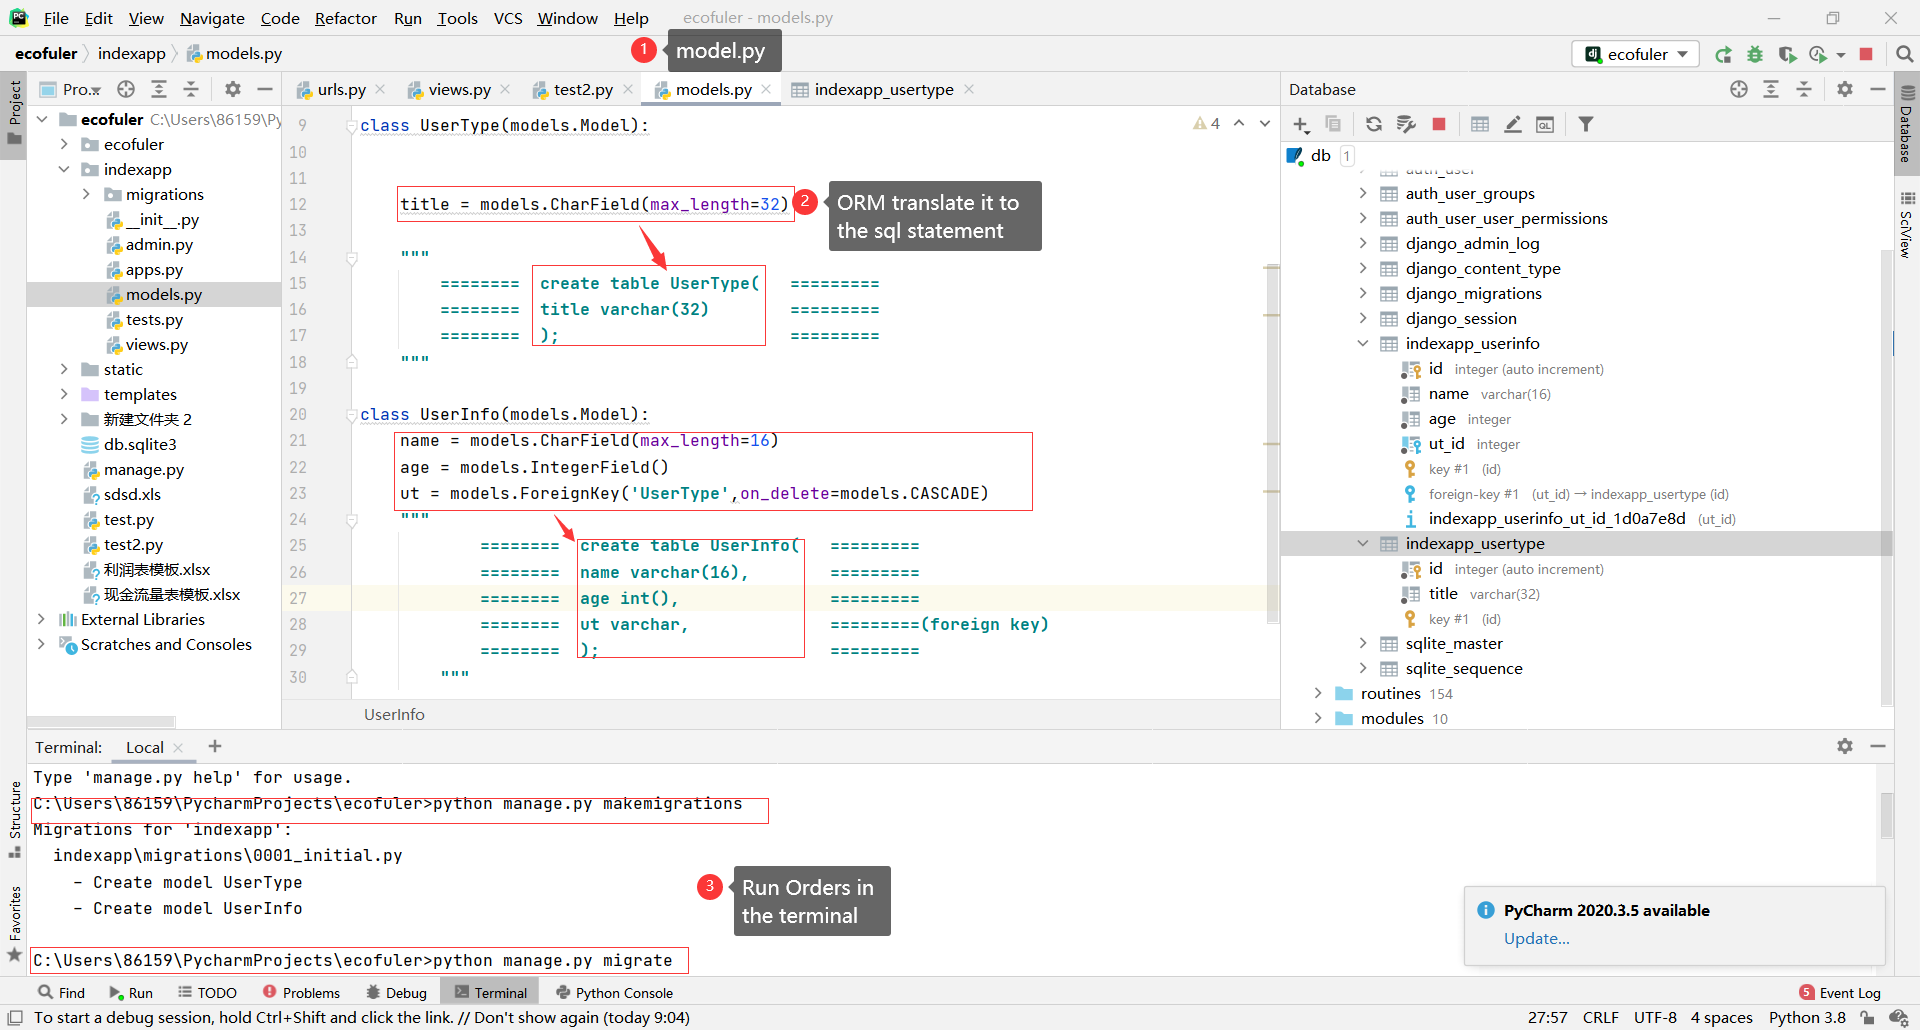 File Edit View Navigate Code Refactor Run Tools VCS Window Help ecofuler - models.py
ecofuler indexapp models.py
1 model.py
ecofuler
Project
Pro...
urls.py views.py test2.py models.py indexapp_usertype
ecofuler C:\Users\86159\Py
ecofuler
indexapp
migrations
__init__.py
admin.py
apps.py
models.py
tests.py
views.py
static
templates
新建文件夹 2
db.sqlite3
manage.py
sdsd.xls
test.py
test2.py
利润表模板.xlsx
现金流量表模板.xlsx
External Libraries
Scratches and Consoles
4
9 class UserType(models.Model):
10
11
12 title = models.CharField(max_length=32)
2 ORM translate it to
the sql statement
13
14 """
15 ======== create table UserType( =========
16 ======== title varchar(32) =========
17 ======== ); =========
18 """
19
20 class UserInfo(models.Model):
21 name = models.CharField(max_length=16)
22 age = models.IntegerField()
23 ut = models.ForeignKey('UserType',on_delete=models.CASCADE)
24 """
25 ======== create table UserInfo( =========
26 ======== name varchar(16), =========
27 ======== age int(), =========
28 ======== ut varchar, =========(foreign key)
29 ======== ); =========
30 """
UserInfo
Database
db 1
auth_user
auth_user_groups
auth_user_user_permissions
django_admin_log
django_content_type
django_migrations
django_session
indexapp_userinfo
id integer (auto increment)
name varchar(16)
age integer
ut_id integer
key #1 (id)
foreign-key #1 (ut_id) → indexapp_usertype (id)
indexapp_userinfo_ut_id_1d0a7e8d (ut_id)
indexapp_usertype
id integer (auto increment)
title varchar(32)
key #1 (id)
sqlite_master
sqlite_sequence
routines 154
modules 10
Database
SciView
Terminal: Local
Type 'manage.py help' for usage.
C:\Users\86159\PycharmProjects\ecofuler>python manage.py makemigrations
Migrations for 'indexapp':
indexapp\migrations\0001_initial.py
- Create model UserType
- Create model UserInfo
3 Run Orders in
the terminal
C:\Users\86159\PycharmProjects\ecofuler>python manage.py migrate
Structure
Favorites
PyCharm 2020.3.5 available
Update...
Find Run TODO Problems Debug Terminal Python Console 5 Event Log
To start a debug session, hold Ctrl+Shift and click the link. // Don't show again (today 9:04) 27:57 CRLF UTF-8 4 spaces Python 3.8